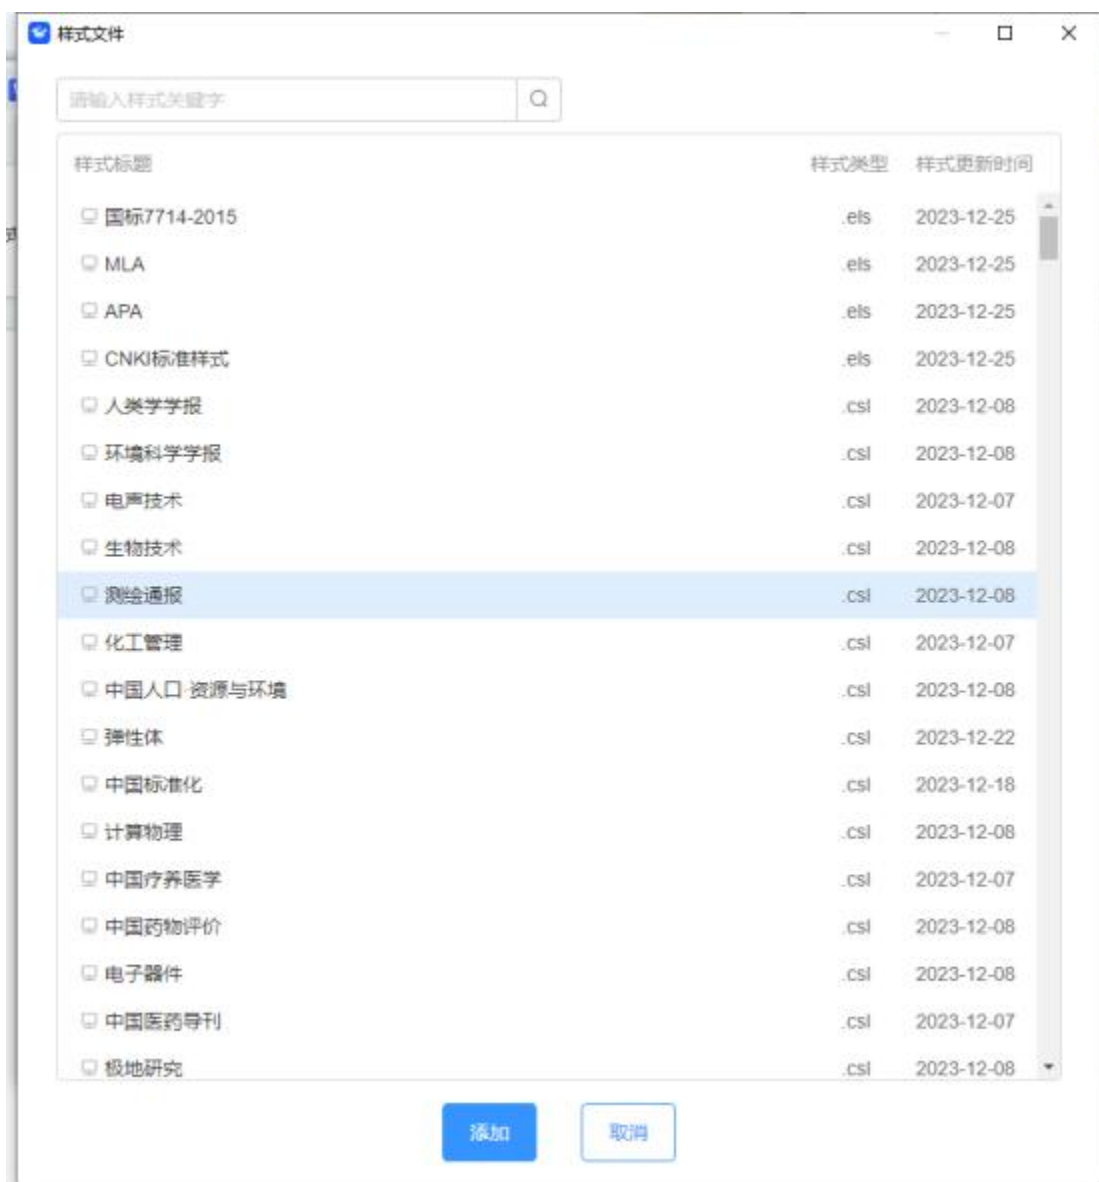 样式文件
请输入样式关键字
样式标题 样式类型 样式更新时间
国标7714-2015 .els 2023-12-25
MLA .els 2023-12-25
APA .els 2023-12-25
CNKI标准样式 .els 2023-12-25
人类学学报 .csl 2023-12-08
环境科学学报 .csl 2023-12-08
电声技术 .csl 2023-12-07
生物技术 .csl 2023-12-08
测绘通报 .csl 2023-12-08
化工管理 .csl 2023-12-07
中国人口·资源与环境 .csl 2023-12-08
弹性体 .csl 2023-12-22
中国标准化 .csl 2023-12-18
计算物理 .csl 2023-12-08
中国疗养医学 .csl 2023-12-07
中国药物评价 .csl 2023-12-08
电子器件 .csl 2023-12-08
中国医药导刊 .csl 2023-12-07
极地研究 .csl 2023-12-08
添加 取消